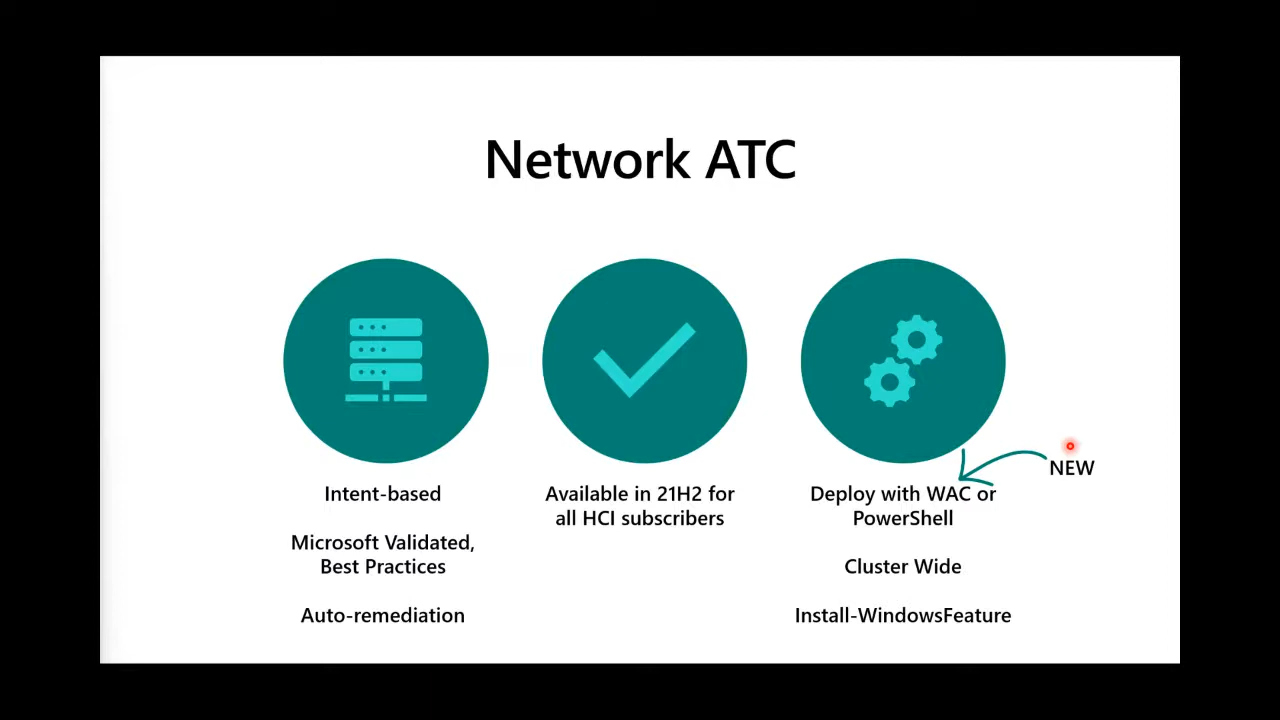 Network ATC
Intent-based
Microsoft Validated,
Best Practices
Auto-remediation
Available in 21H2 for
all HCI subscribers
NEW
Deploy with WAC or
PowerShell
Cluster Wide
Install-WindowsFeature